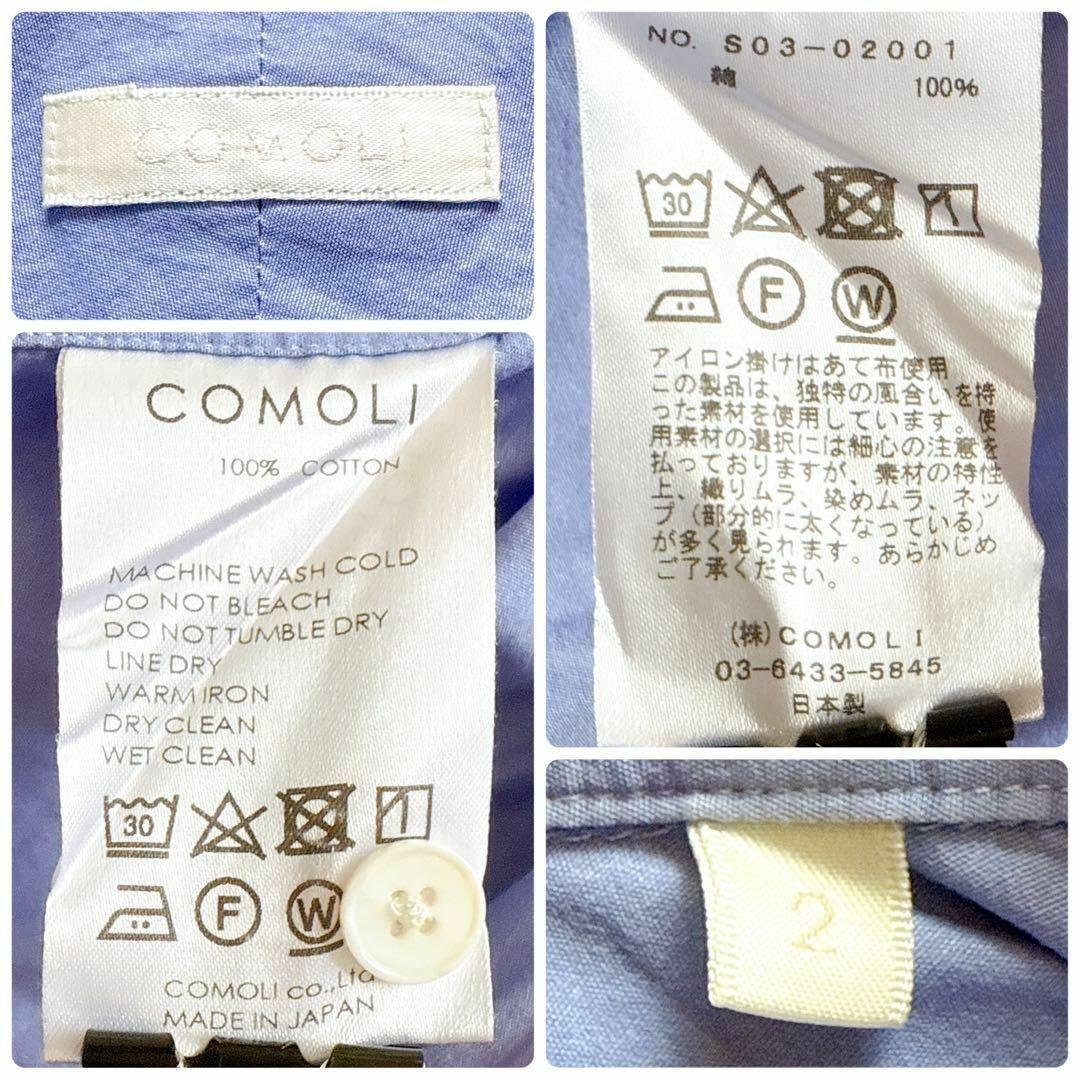 COMOLI
NO. S03-02001
綿 100%
30
F W
アイロン掛けはあて布使用
この製品は、独特の風合いを持
った素材を使用しています。使
用素材の選択には細心の注意を
払っておりますが、素材の特性
上、織りムラ、染めムラ、ネッ
プ（部分的に太くなっている）
が多く見られます。あらかじめ
ご了承ください。
(株)COMOLI
03-6433-5845
日本製
COMOLI
100% COTTON
MACHINE WASH COLD
DO NOT BLEACH
DO NOT TUMBLE DRY
LINE DRY
WARM IRON
DRY CLEAN
WET CLEAN
30
F W
COMOLI co.,Ltd
MADE IN JAPAN
2